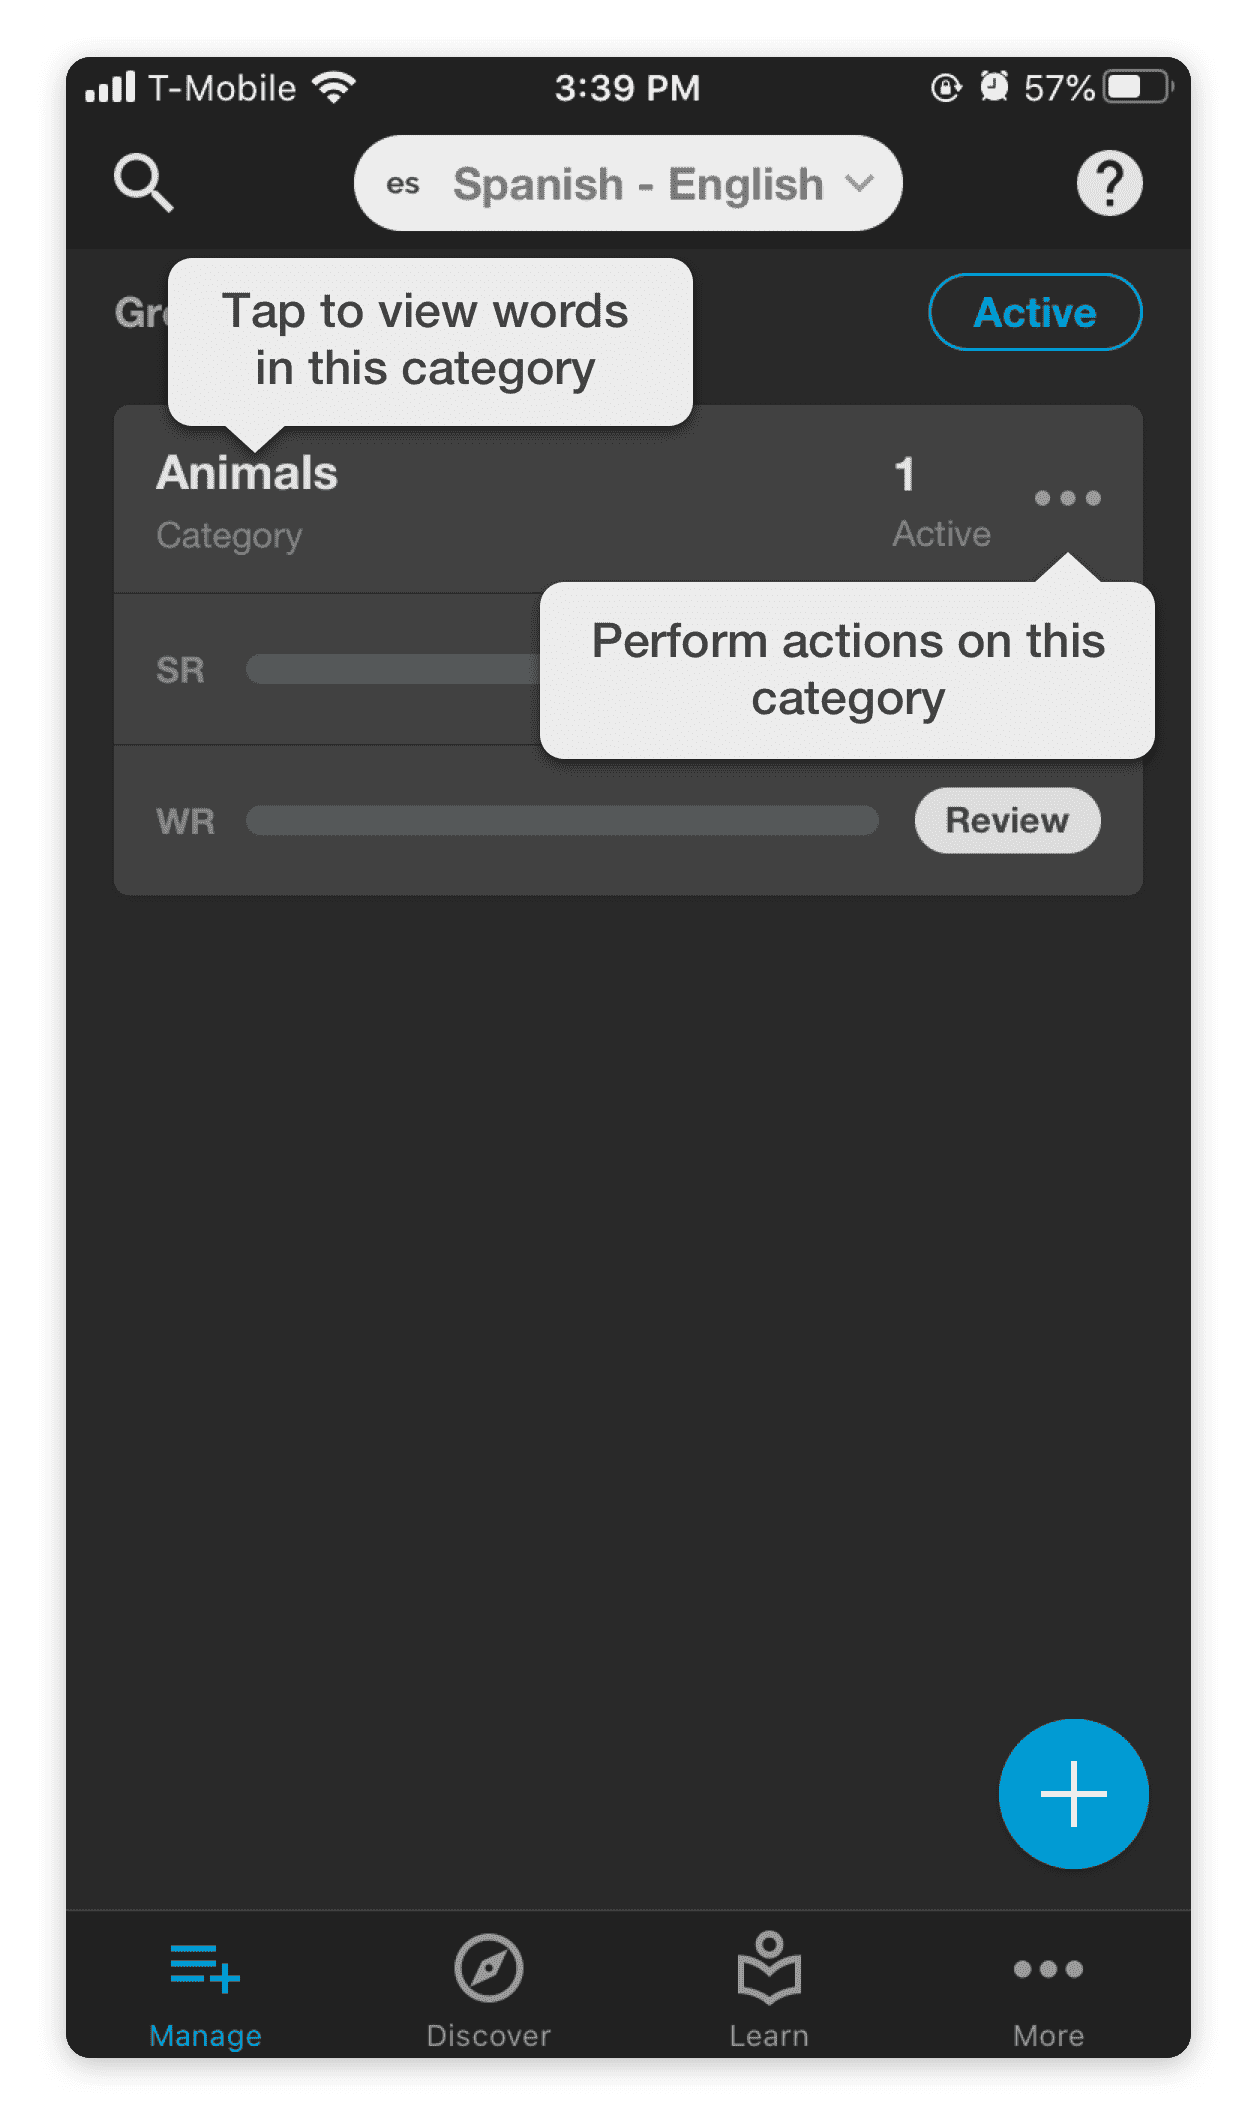 T-Mobile 3:39 PM 57%
es Spanish - English ?
Active
Tap to view words
in this category
Animals 1
Category Active
Perform actions on this
category
SR
WR Review
Manage Discover Learn More